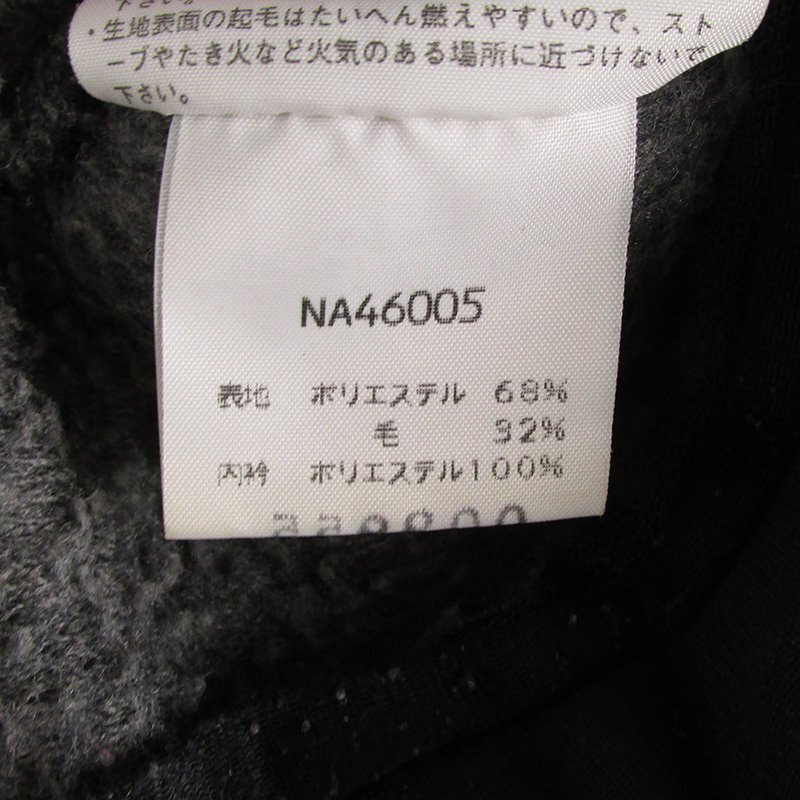 ・生地表面の起毛はたいへん燃えやすいので、スト
ーブやたき火など火気のある場所に近づけないで
下さい。
NA46005
表地 ポリエステル 68%
毛 32%
内衿 ポリエステル100%